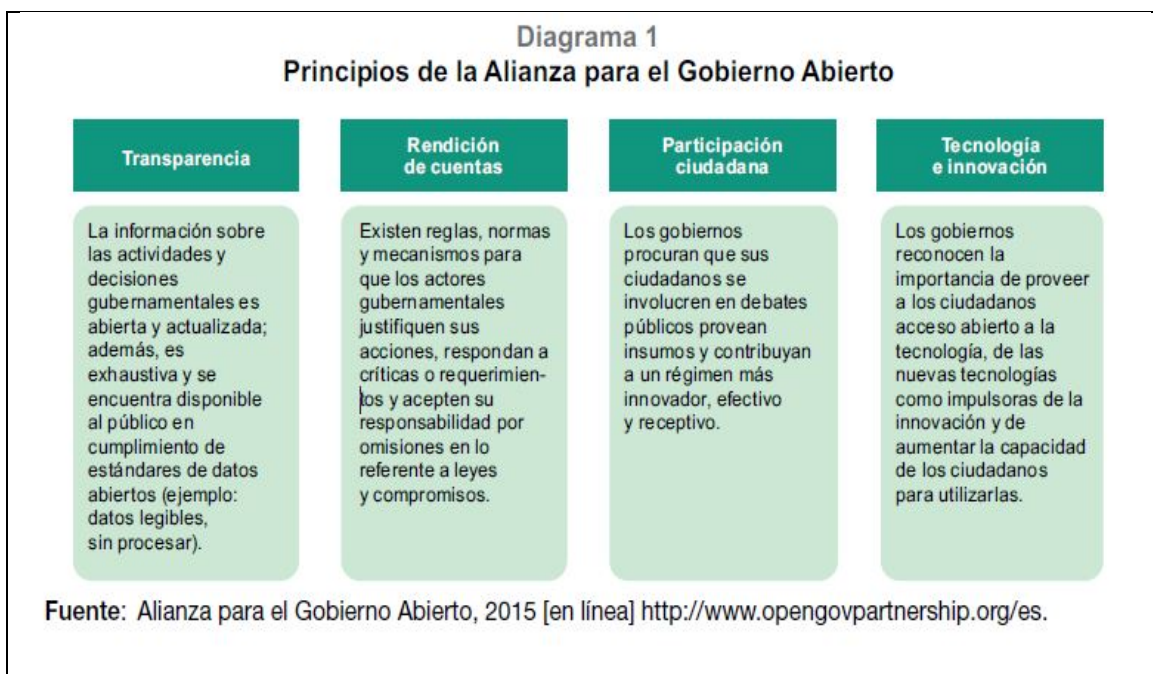 Diagrama 1
Principios de la Alianza para el Gobierno Abierto
Transparencia
La información sobre
las actividades y
decisiones
gubernamentales es
abierta y actualizada;
además, es
exhaustiva y se
encuentra disponible
al público en
cumplimiento de
estándares de datos
abiertos (ejemplo:
datos legibles,
sin procesar).
Rendición
de cuentas
Existen reglas, normas
y mecanismos para
que los actores
gubernamentales
justifiquen sus
acciones, respondan a
críticas o requerimien-
tos y acepten su
responsabilidad por
omisiones en lo
referente a leyes
y compromisos.
Participación
ciudadana
Los gobiernos
procuran que sus
ciudadanos se
involucren en debates
públicos provean
insumos y contribuyan
a un régimen más
innovador, efectivo
y receptivo.
Tecnología
e innovación
Los gobiernos
reconocen la
importancia de proveer
a los ciudadanos
acceso abierto a la
tecnología, de las
nuevas tecnologías
como impulsoras de la
innovación y de
aumentar la capacidad
de los ciudadanos
para utilizarlas.
Fuente: Alianza para el Gobierno Abierto, 2015 [en línea] http://www.opengovpartnership.org/es.